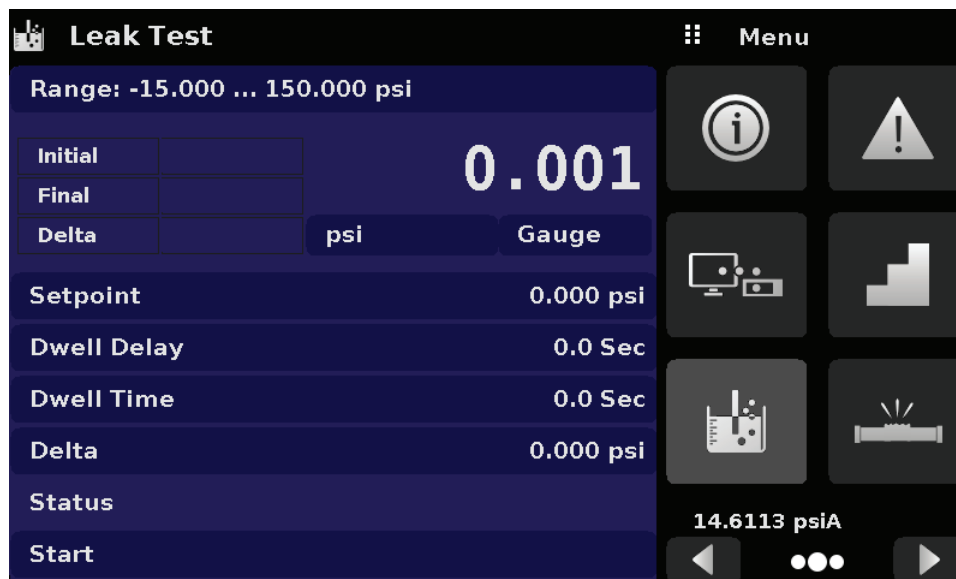 Leak Test
Range: -15.000 ... 150.000 psi
Initial
Final
Delta
0.001
psi Gauge
Setpoint 0.000 psi
Dwell Delay 0.0 Sec
Dwell Time 0.0 Sec
Delta 0.000 psi
Status
Start
Menu
14.6113 psiA